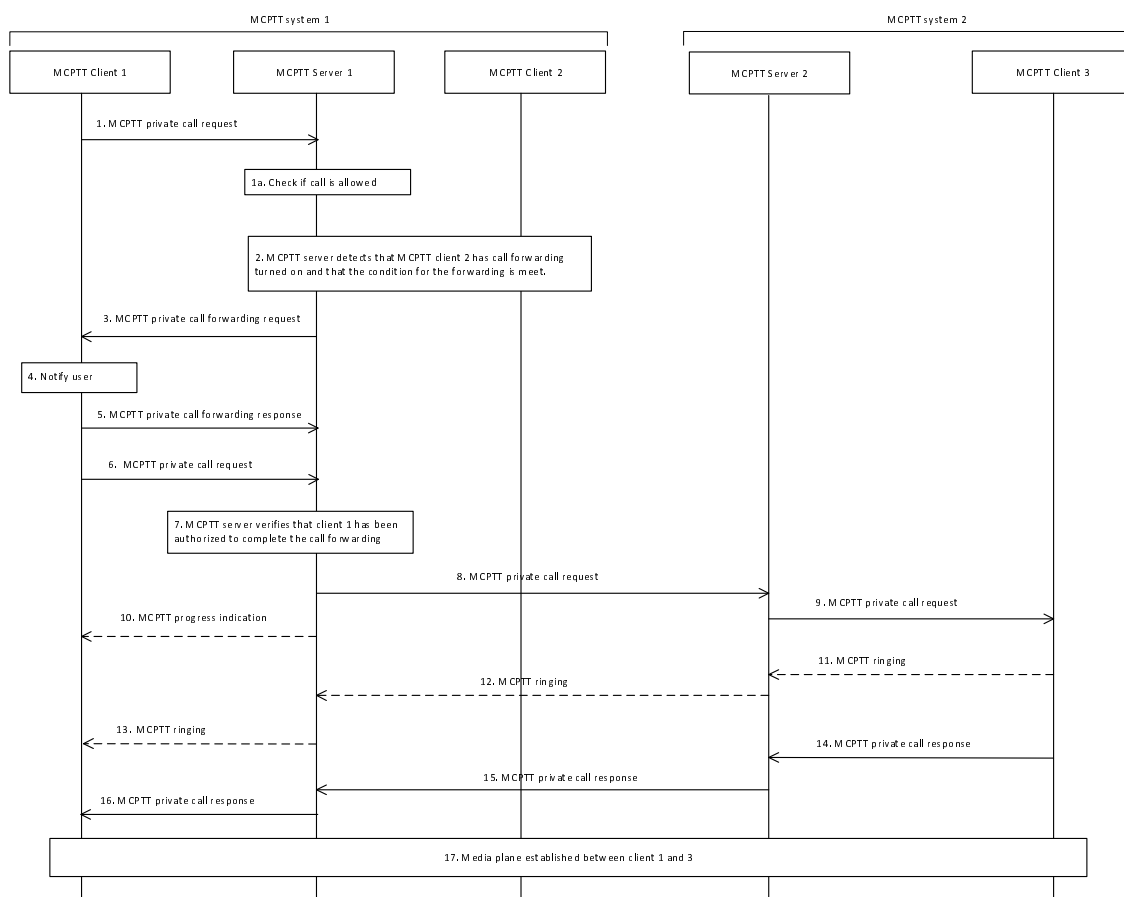 MCPTT system 1
MCPTT system 2
MCPTT Client 1
MCPTT Server 1
MCPTT Client 2
MCPTT Server 2
MCPTT Client 3
1. MCPTT private call request
1a. Check if call is allowed
2. MCPTT server detects that MCPTT client 2 has call forwarding
turned on and that the condition for the forwarding is meet.
3. MCPTT private call forwarding request
4. Notify user
5. MCPTT private call forwarding response
6. MCPTT private call request
7. MCPTT server verifies that client 1 has been
authorized to complete the call forwarding
8. MCPTT private call request
9. MCPTT private call request
10. MCPTT progress indication
11. MCPTT ringing
12. MCPTT ringing
13. MCPTT ringing
14. MCPTT private call response
15. MCPTT private call response
16. MCPTT private call response
17. Media plane established between client 1 and 3